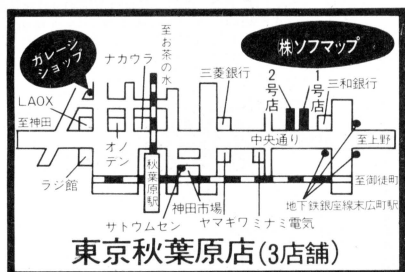 ガレージ
ショップ
ナカウラ
至お茶の水
㈱ソフマップ
三菱銀行
2号店
1号店
三和銀行
LAOX
至神田
オノデン
中央通り
至上野
ラジ館
秋葉原駅
至御徒町
神田市場
地下鉄銀座線末広町駅
サトウムセン
ヤマギワ
ミナミ電気
東京秋葉原店(3店舗)